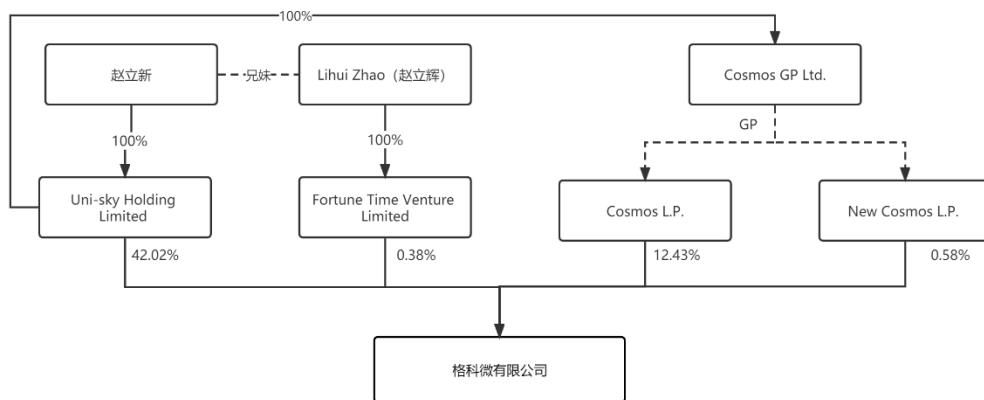 100%
赵立新
兄妹
Lihui Zhao（赵立辉）
Cosmos GP Ltd.
GP
100%
100%
Uni-sky Holding
Limited
Fortune Time Venture
Limited
Cosmos L.P.
New Cosmos L.P.
42.02%
0.38%
12.43%
0.58%
格科微有限公司